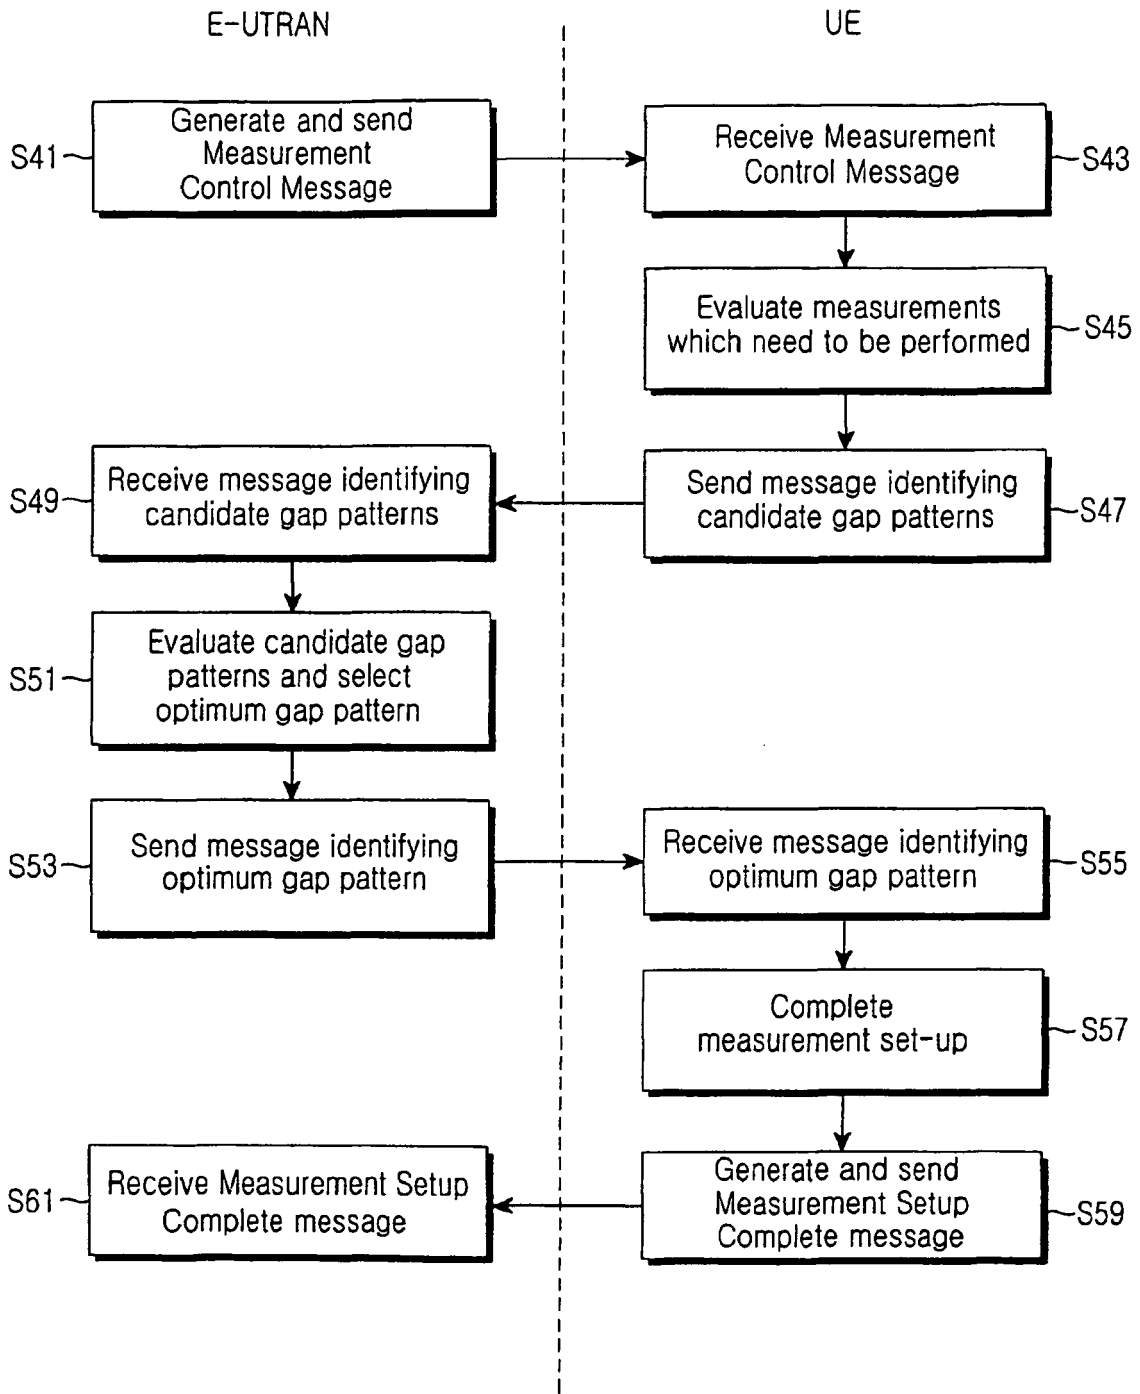 E-UTRAN
UE
S41
Generate and send
Measurement
Control Message
Receive Measurement
Control Message
S43
Evaluate measurements
which need to be performed
S45
S49
Receive message identifying
candidate gap patterns
Send message identifying
candidate gap patterns
S47
S51
Evaluate candidate gap
patterns and select
optimum gap pattern
S53
Send message identifying
optimum gap pattern
Receive message identifying
optimum gap pattern
S55
Complete
measurement set-up
S57
S61
Receive Measurement Setup
Complete message
Generate and send
Measurement Setup
Complete message
S59